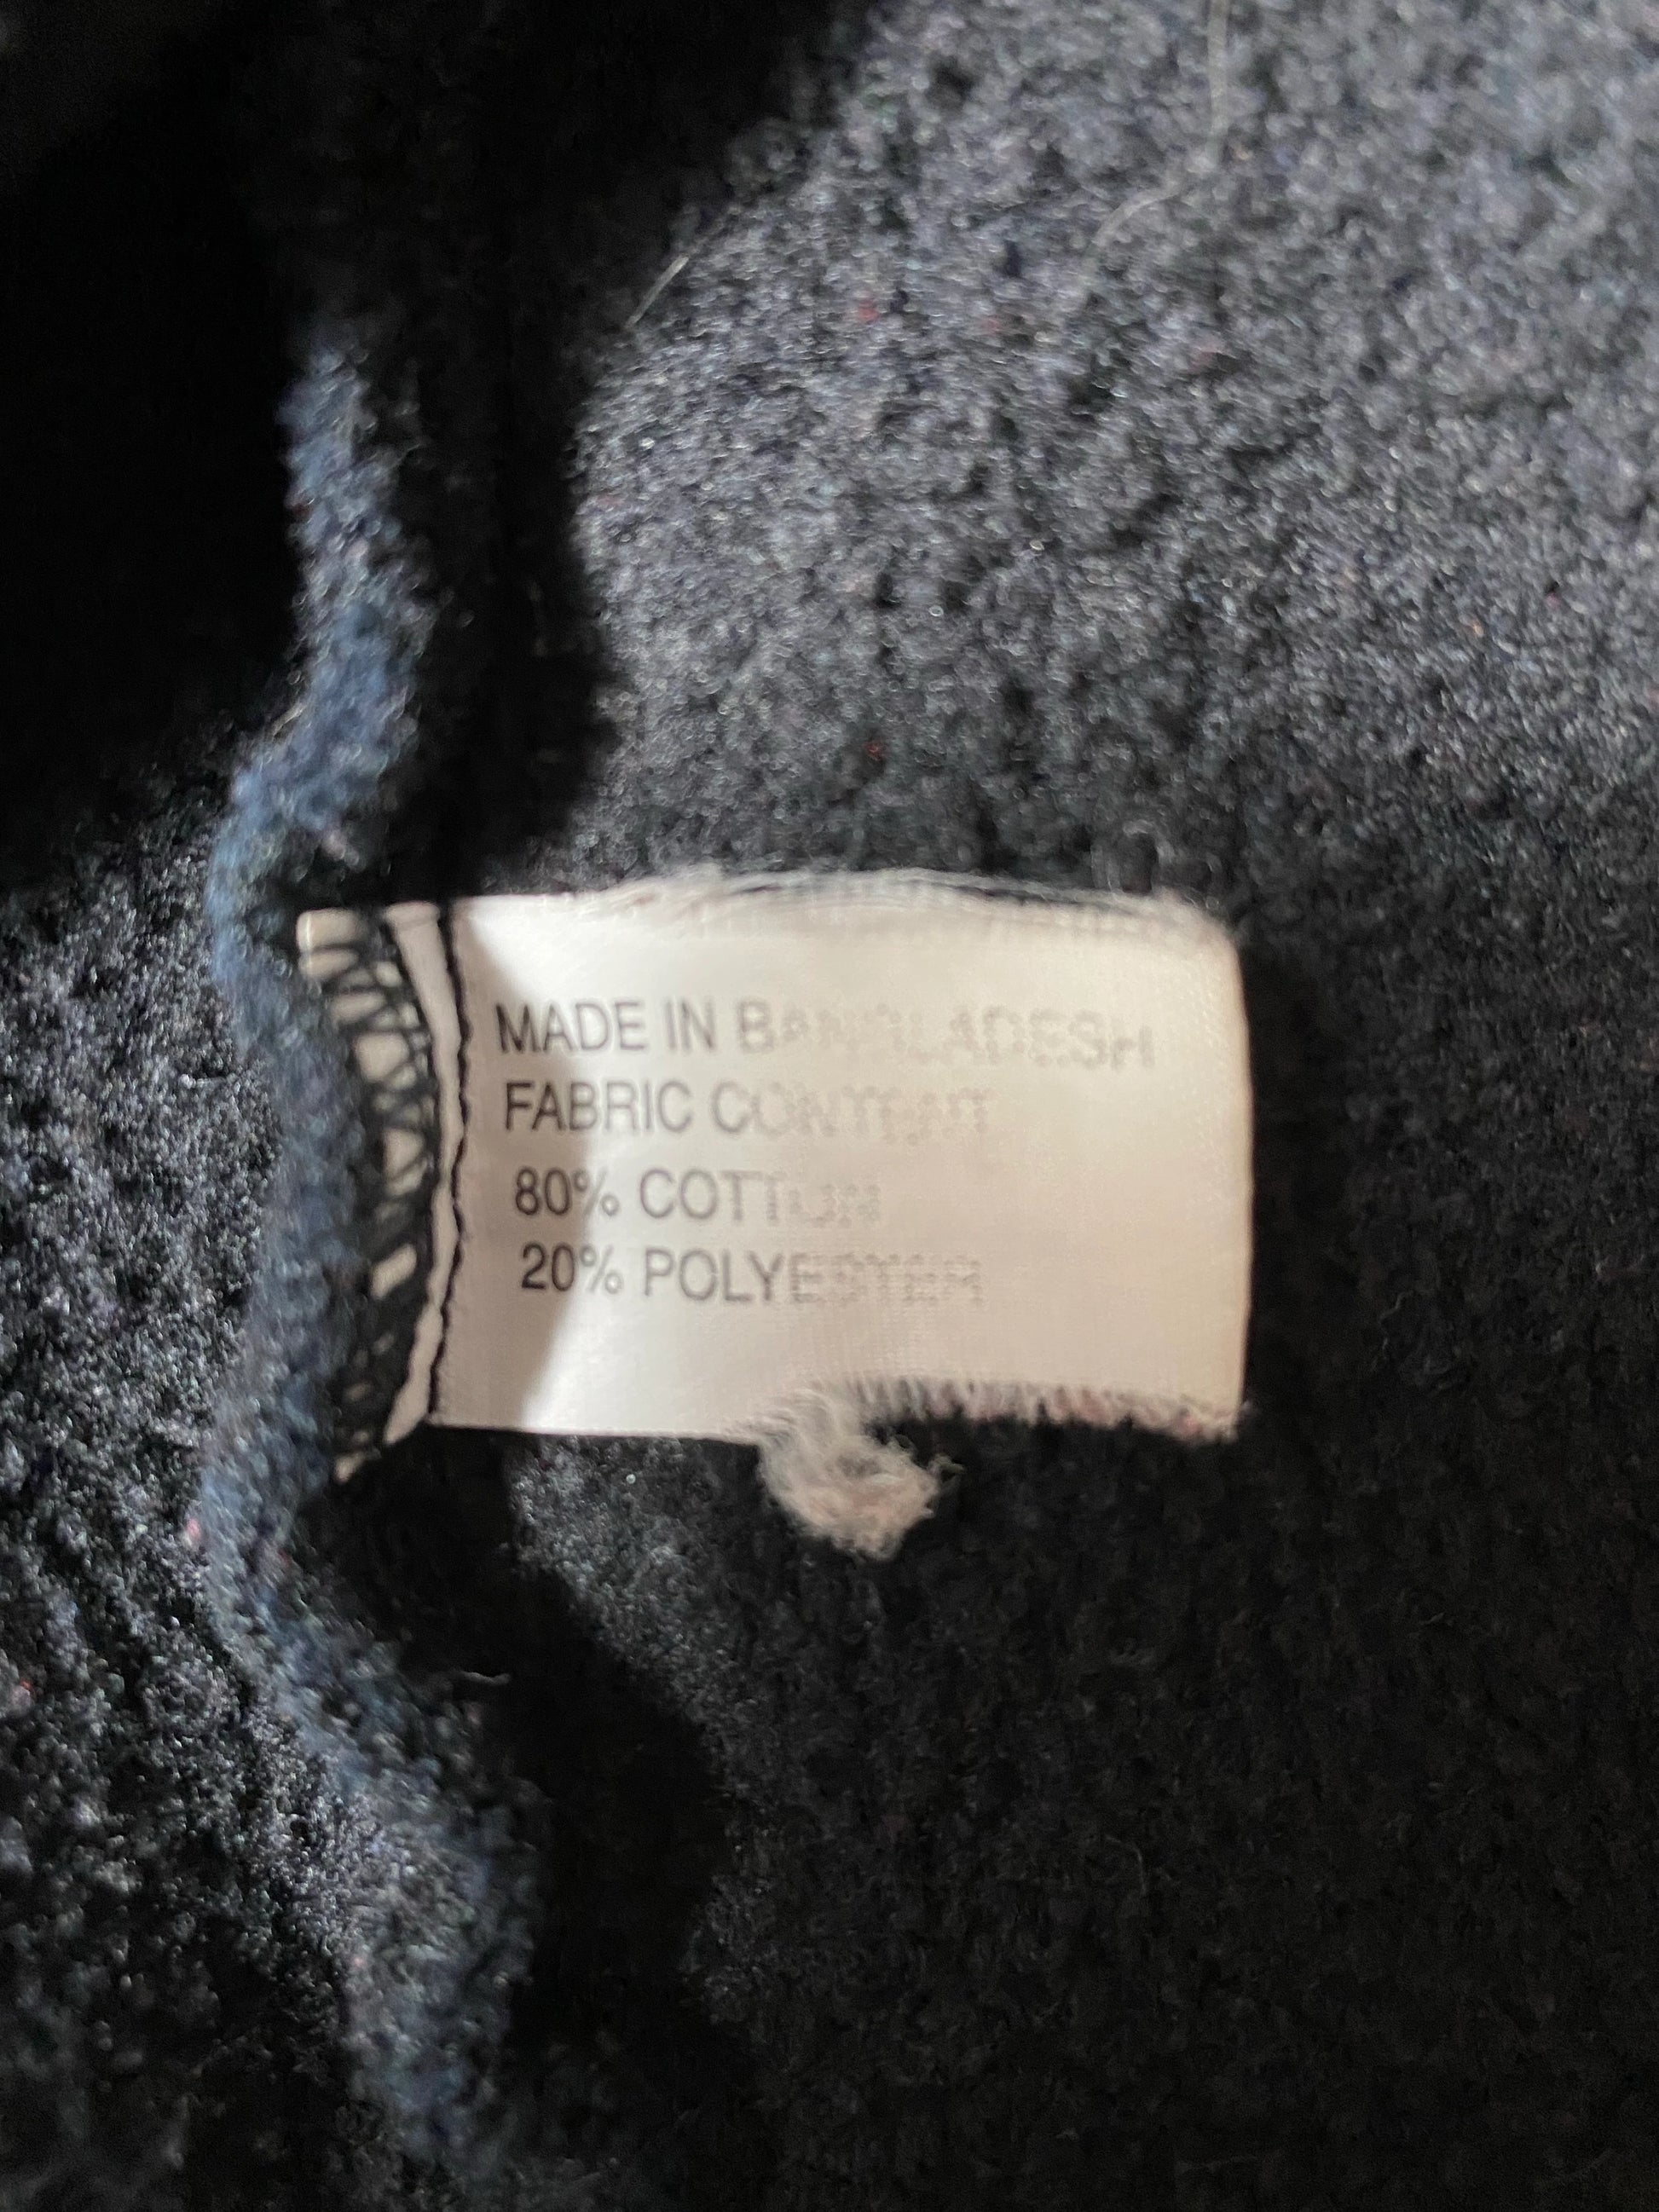 MADE IN BANGLADESH
FABRIC CONTENT
80% COTTON
20% POLYESTER